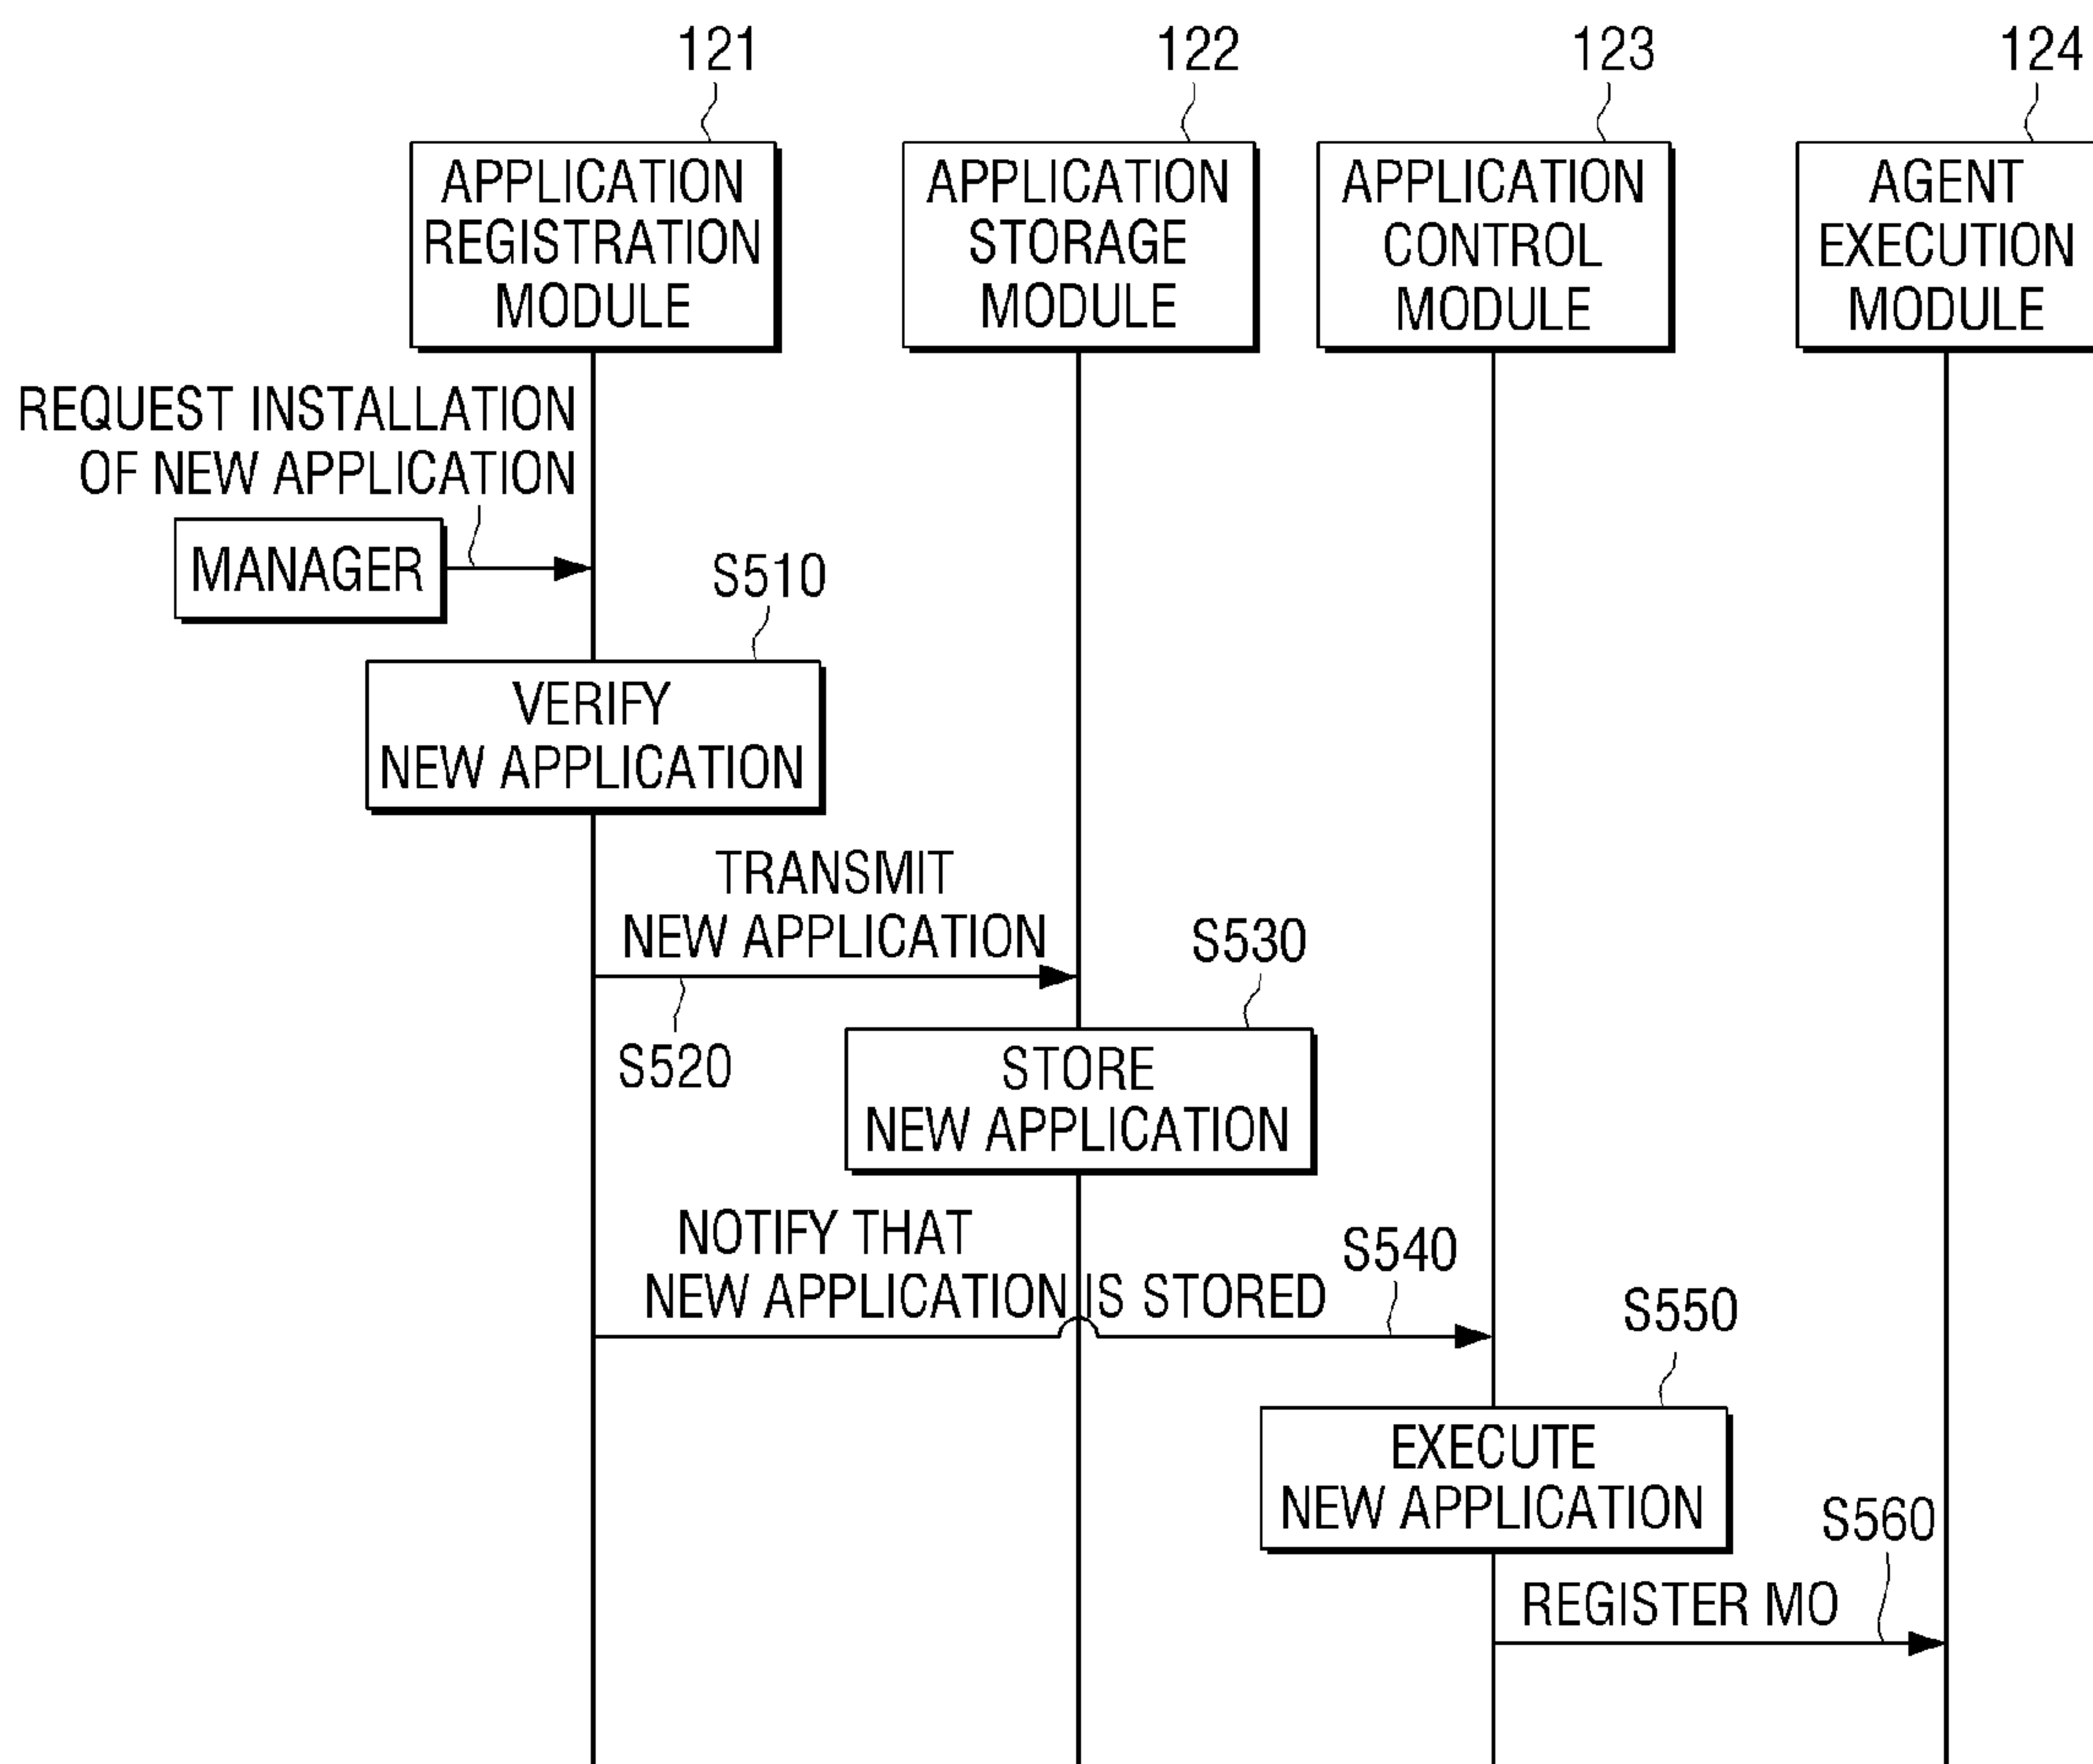 121
122
123
124
APPLICATION
REGISTRATION
MODULE
APPLICATION
STORAGE
MODULE
APPLICATION
CONTROL
MODULE
AGENT
EXECUTION
MODULE
REQUEST INSTALLATION
OF NEW APPLICATION
MANAGER
S510
VERIFY
NEW APPLICATION
TRANSMIT
NEW APPLICATION
S520
S530
STORE
NEW APPLICATION
NOTIFY THAT
NEW APPLICATION IS STORED
S540
S550
EXECUTE
NEW APPLICATION
S560
REGISTER MO